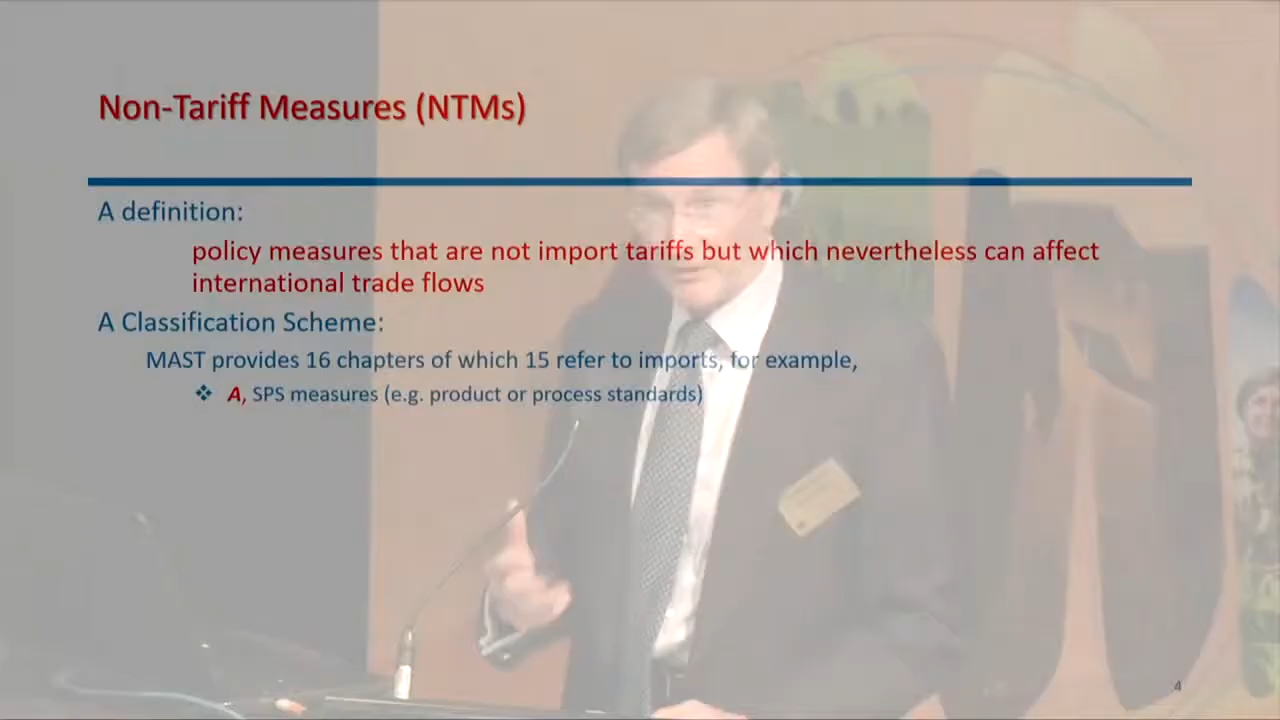 Non-Tariff Measures (NTMs)
A definition:
policy measures that are not import tariffs but which nevertheless can affect
international trade flows
A Classification Scheme:
MAST provides 16 chapters of which 15 refer to imports, for example,
❖ A, SPS measures (e.g. product or process standards)
4